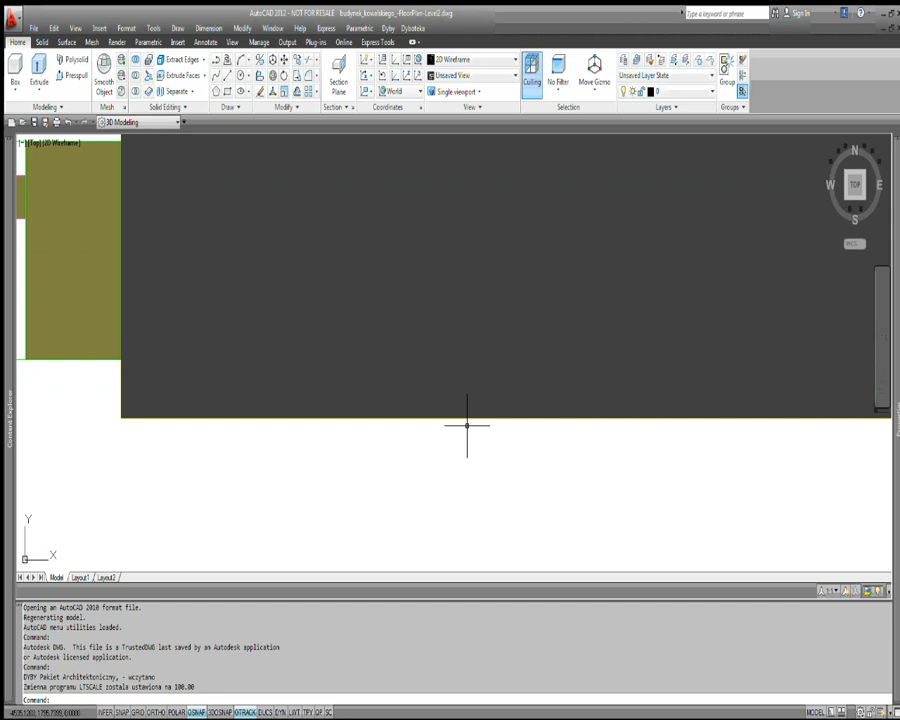 AutoCAD 2012 - NOT FOR RESALE budynek_kowalskiego_-FloorPlan-Level2.dwg
Type a keyword or phrase
Sign In
File Edit View Insert Format Tools Draw Dimension Modify Window Help Express Parametric Dyby Dyboteka
Home Solid Surface Mesh Render Parametric Insert Annotate View Manage Output Plug-ins Online Express Tools
Box
Extrude
Polysolid
Presspull
Smooth Object
Extract Edges
Extrude Faces
Separate
Section Plane
World
2D Wireframe
Unsaved View
Single viewport
Culling
No Filter
Move Gizmo
Unsaved Layer State
0
Group
Modeling Mesh Solid Editing Draw Modify Section Coordinates View Selection Layers Groups
3D Modeling
[-][Top][2D Wireframe]
N
W TOP E
S
WCS
Content Explorer
Properties
Y
X
Model Layout1 Layout2
Opening an AutoCAD 2010 format file.
Regenerating model.
AutoCAD menu utilities loaded.
Command:
Autodesk DWG. This file is a TrustedDWG last saved by an Autodesk application
or Autodesk licensed application.
Command:
DYBY Pakiet Architektoniczny, - wczytano
Zmienna programu LTSCALE zostala ustawiona na 100.00
Command:
INFER SNAP GRID ORTHO POLAR OSNAP 3DOSNAP OTRACK DUCS DYN LWT TPY QP SC
MODEL